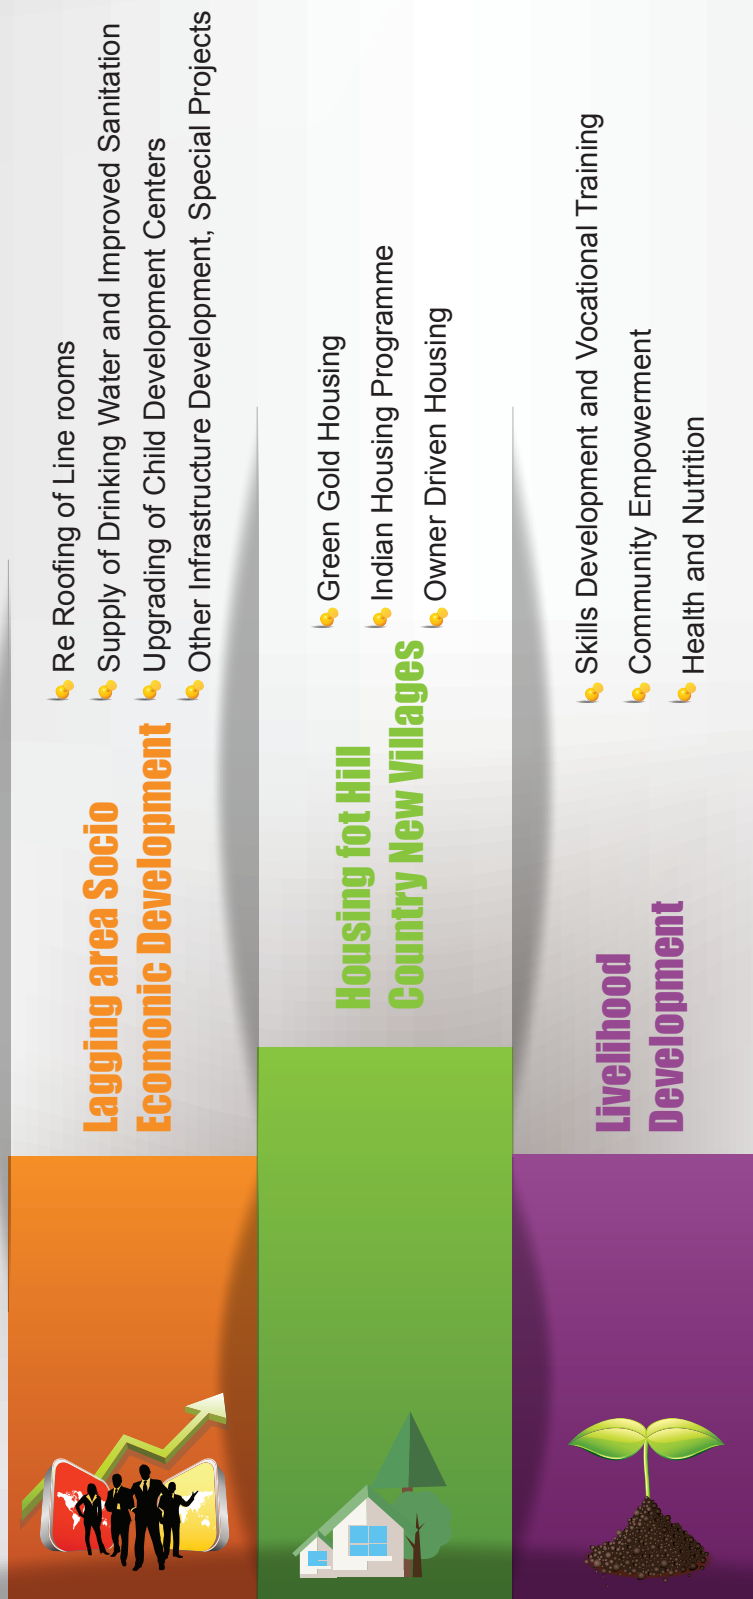 Lagging area Socio
Ecomonic Development
Re Roofing of Line rooms
Supply of Drinking Water and Improved Sanitation
Upgrading of Child Development Centers
Other Infrastructure Development, Special Projects
Housing fot Hill
Country New Villages
Green Gold Housing
Indian Housing Programme
Owner Driven Housing
Livelihood
Development
Skills Development and Vocational Training
Community Empowerment
Health and Nutrition